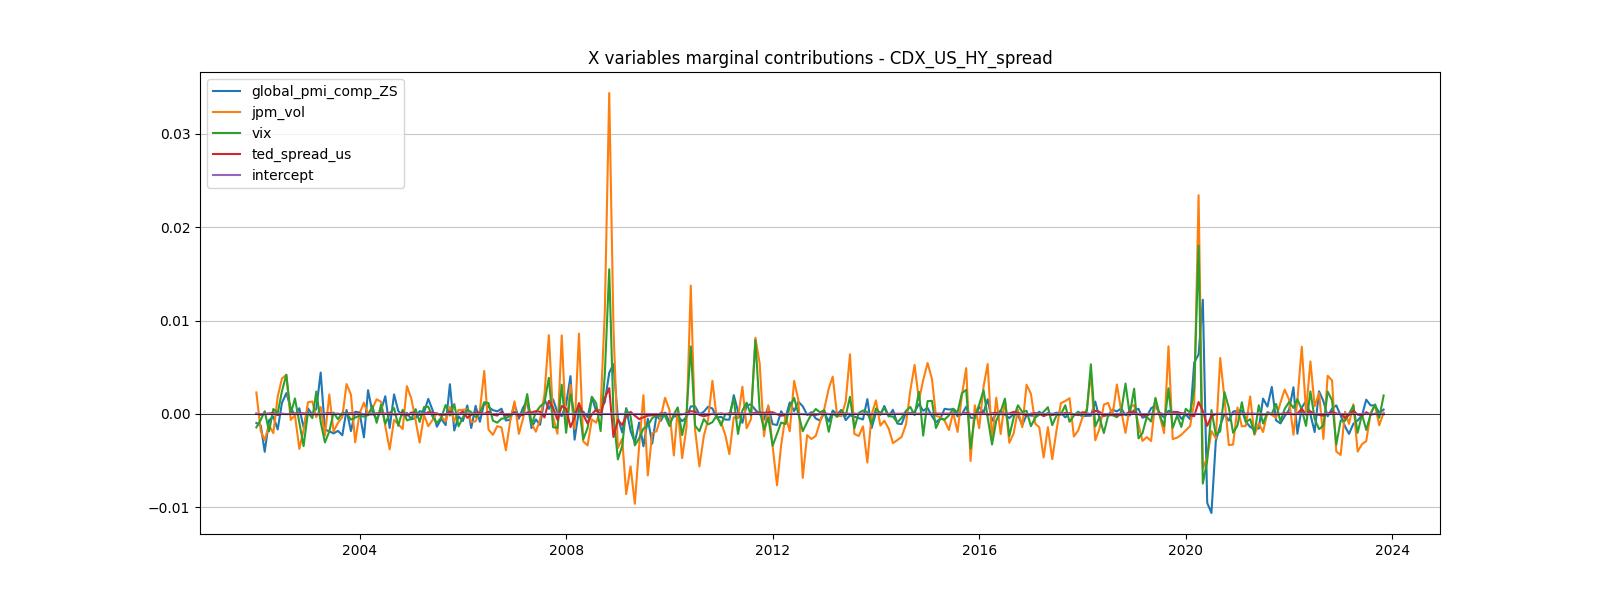 X variables marginal contributions - CDX_US_HY_spread
global_pmi_comp_ZS
jpm_vol
vix
ted_spread_us
intercept
0.03
0.02
0.01
0.00
−0.01
2004 2008 2012 2016 2020 2024